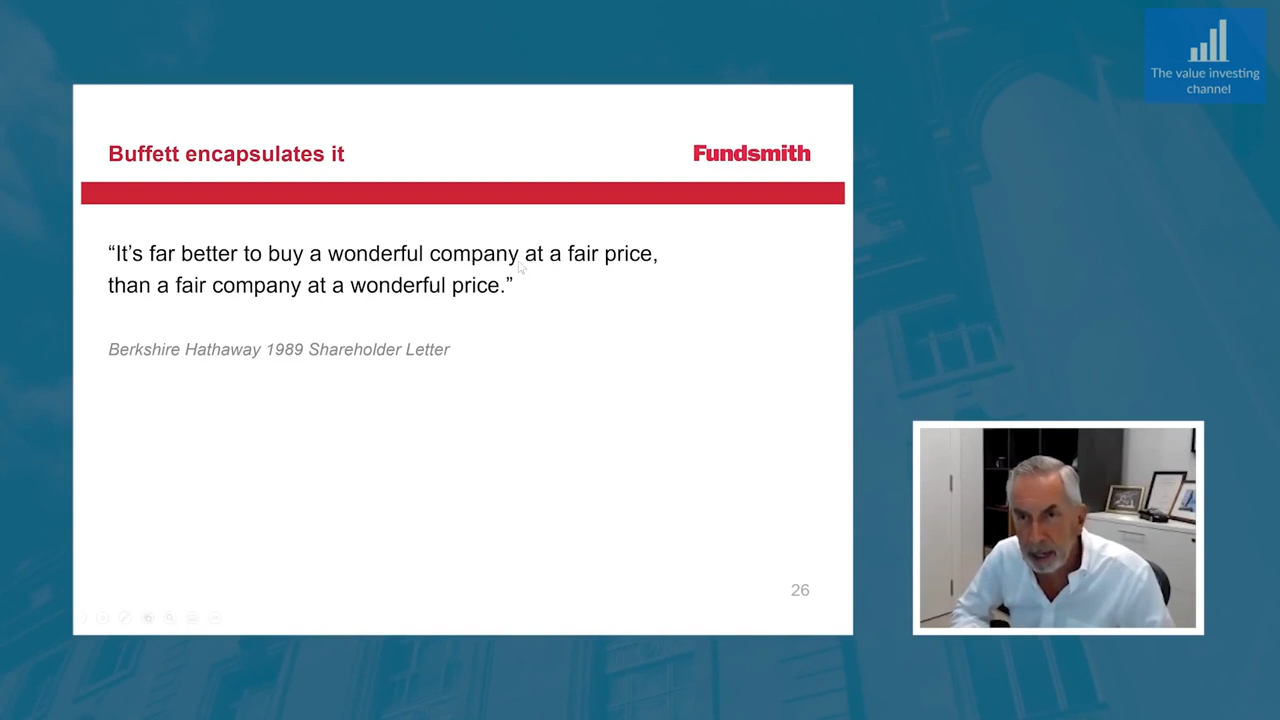 The value investing
channel
Buffett encapsulates it
Fundsmith
“It’s far better to buy a wonderful company at a fair price,
than a fair company at a wonderful price.”
Berkshire Hathaway 1989 Shareholder Letter
26